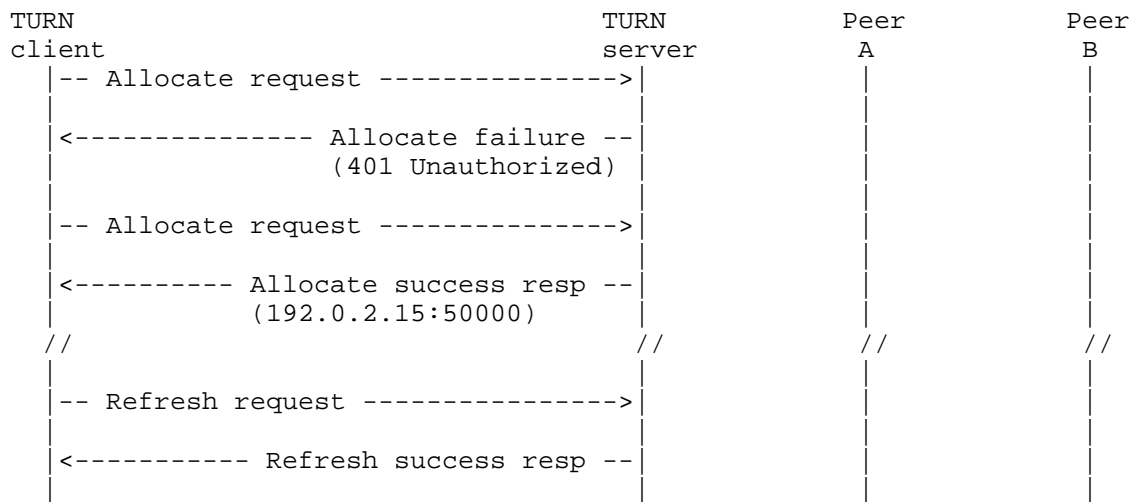 TURN                                 TURN          Peer          Peer
client                               server         A             B
  |-- Allocate request --------------->|             |             |
  |                                    |             |             |
  |<--------------- Allocate failure --|             |             |
  |                 (401 Unauthorized) |             |             |
  |                                    |             |             |
  |-- Allocate request --------------->|             |             |
  |                                    |             |             |
  |<---------- Allocate success resp --|             |             |
  |            (192.0.2.15:50000)      |             |             |
  //                                   //            //            //
  |                                    |             |             |
  |-- Refresh request ---------------->|             |             |
  |                                    |             |             |
  |<----------- Refresh success resp --|             |             |
  |                                    |             |             |